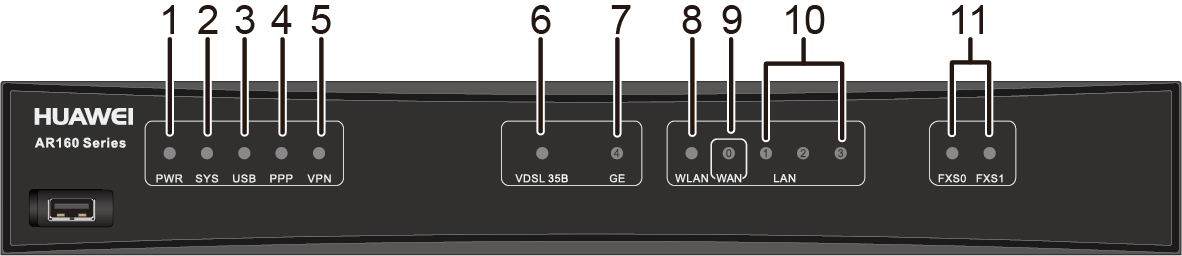 1 2 3 4 5 6 7 8 9 10 11
HUAWEI
AR160 Series
4 0 1 2 3
PWR SYS USB PPP VPN VDSL 35B GE WLAN WAN LAN FXS0 FXS1